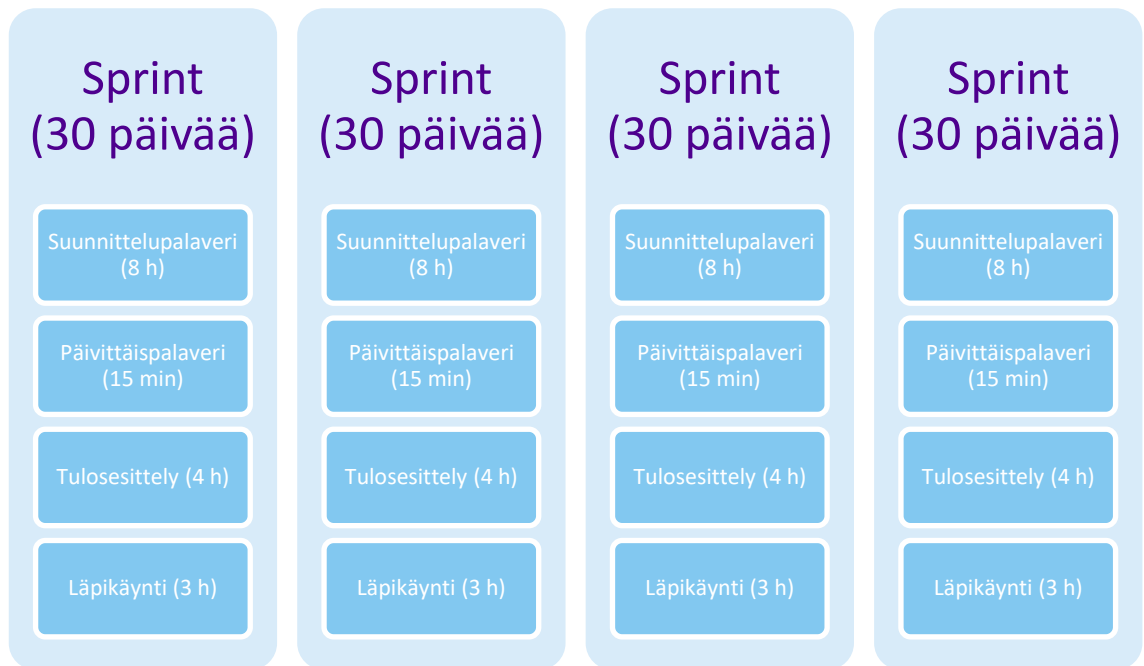 Sprint
(30 päivää)
Suunnittelupalaveri
(8 h)
Päivittäispalaveri
(15 min)
Tulosesittely (4 h)
Läpikäynti (3 h)
Sprint
(30 päivää)
Suunnittelupalaveri
(8 h)
Päivittäispalaveri
(15 min)
Tulosesittely (4 h)
Läpikäynti (3 h)
Sprint
(30 päivää)
Suunnittelupalaveri
(8 h)
Päivittäispalaveri
(15 min)
Tulosesittely (4 h)
Läpikäynti (3 h)
Sprint
(30 päivää)
Suunnittelupalaveri
(8 h)
Päivittäispalaveri
(15 min)
Tulosesittely (4 h)
Läpikäynti (3 h)